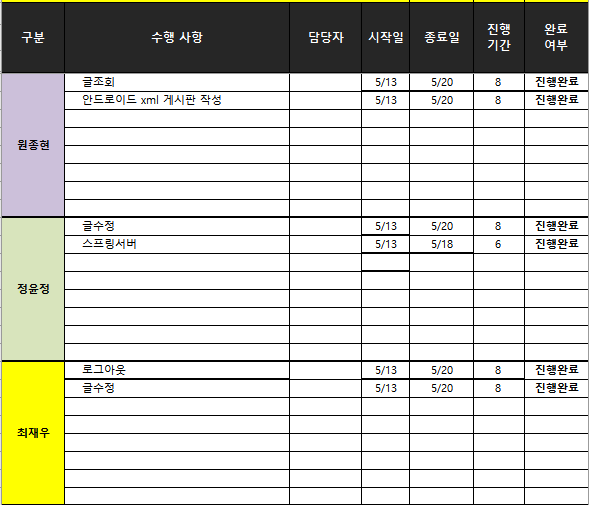 구분 수행 사항 담당자 시작일 종료일 진행 기간 완료 여부
원종현
글조회 5/13 5/20 8 진행완료
안드로이드 xml 게시판 작성 5/13 5/20 8 진행완료
정윤정
글수정 5/13 5/20 8 진행완료
스프링서버 5/13 5/18 6 진행완료
최재우
로그아웃 5/13 5/20 8 진행완료
글수정 5/13 5/20 8 진행완료